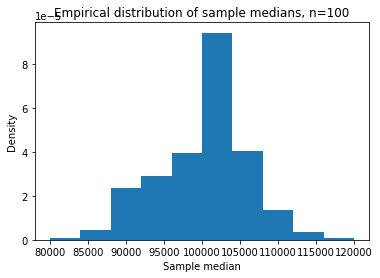 Empirical distribution of sample medians, n=100
1e−5
8
6
4
2
0
Density
80000 85000 90000 95000 100000 105000 110000 115000 120000
Sample median